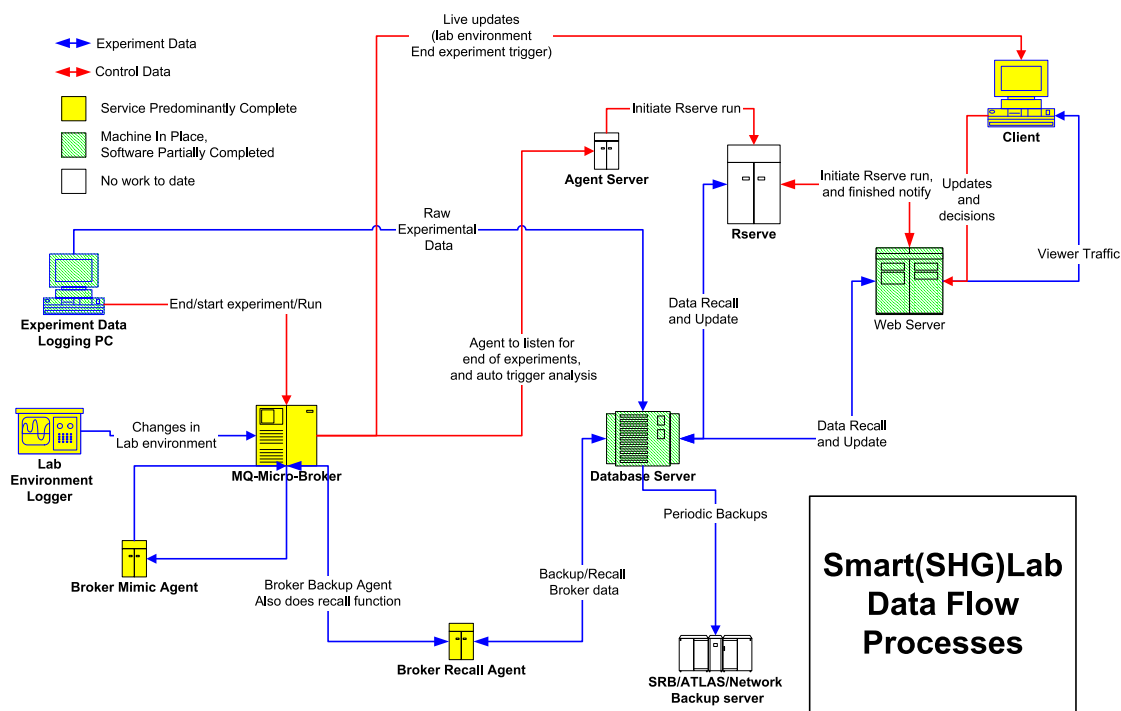 Experiment Data
Control Data
Service Predominantly Complete
Machine In Place,
Software Partially Completed
No work to date
Live updates
(lab environment
End experiment trigger)
Client
Initiate Rserve run
Agent Server
Initiate Rserve run,
and finished notify
Updates
and
decisions
Rserve
Viewer Traffic
Web Server
Raw
Experimental
Data
End/start experiment/Run
Experiment Data
Logging PC
Data Recall
and Update
Agent to listen for
end of experiments,
and auto trigger analysis
Changes in
Lab environment
Lab
Environment
Logger
MQ-Micro-Broker
Database Server
Data Recall
and Update
Periodic Backups
Broker Mimic Agent
Broker Backup Agent
Also does recall function
Backup/Recall
Broker data
Broker Recall Agent
SRB/ATLAS/Network
Backup server
Smart(SHG)Lab
Data Flow
Processes